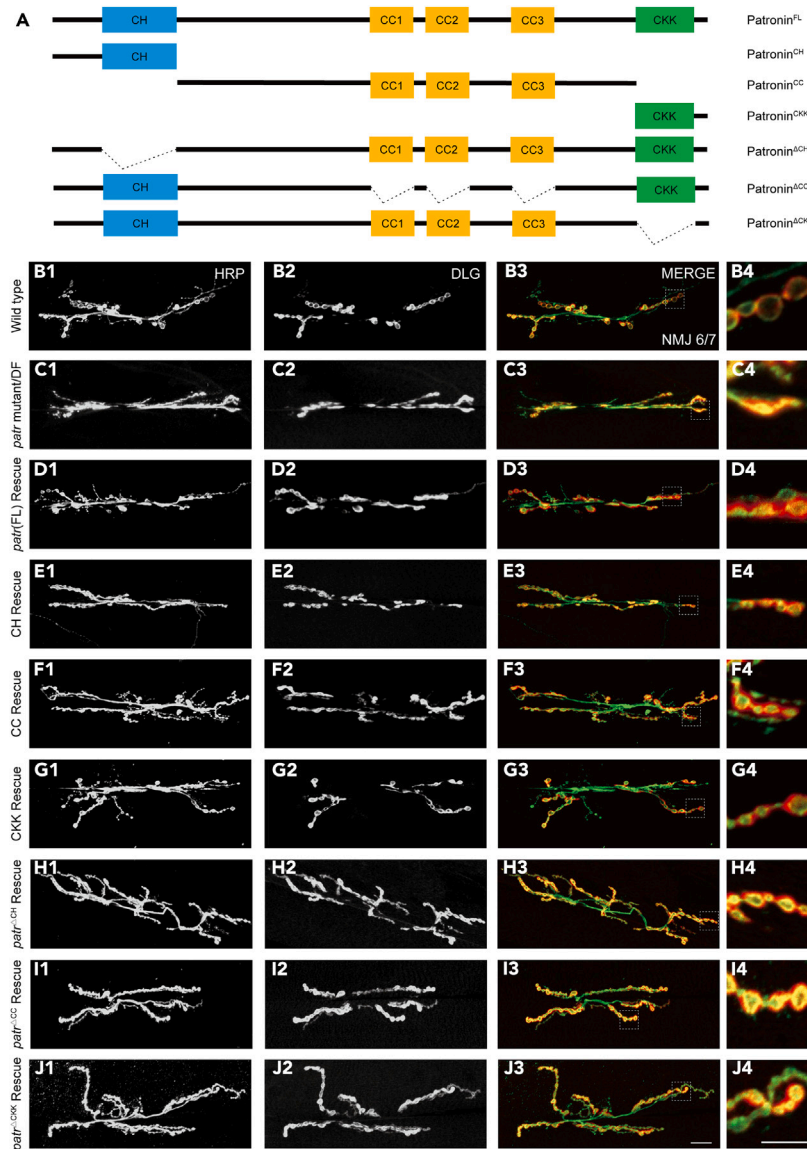 A
CH CC1 CC2 CC3 CKK Patronin^FL
CH Patronin^CH
CC1 CC2 CC3 Patronin^CC
CKK Patronin^CKK
CC1 CC2 CC3 CKK Patronin^ΔCH
CH CKK Patronin^ΔCC
CH CC1 CC2 CC3 Patronin^ΔCK
Wild type B1 HRP B2 DLG B3 MERGE NMJ 6/7 B4
patr mutant/DF C1 C2 C3 C4
patr(FL) Rescue D1 D2 D3 D4
CH Rescue E1 E2 E3 E4
CC Rescue F1 F2 F3 F4
CKK Rescue G1 G2 G3 G4
patr^ΔCH Rescue H1 H2 H3 H4
patr^ΔCC Rescue I1 I2 I3 I4
patr^ΔCKK Rescue J1 J2 J3 J4